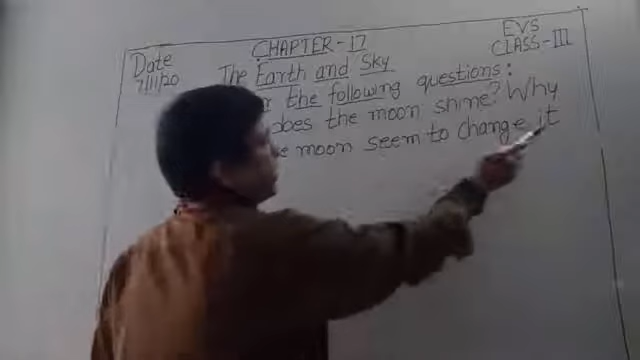 Date
7/11/20
CHAPTER-17
EVS
CLASS-III
The Earth and Sky
the following questions:
the moon shine? Why
moon seem to change it